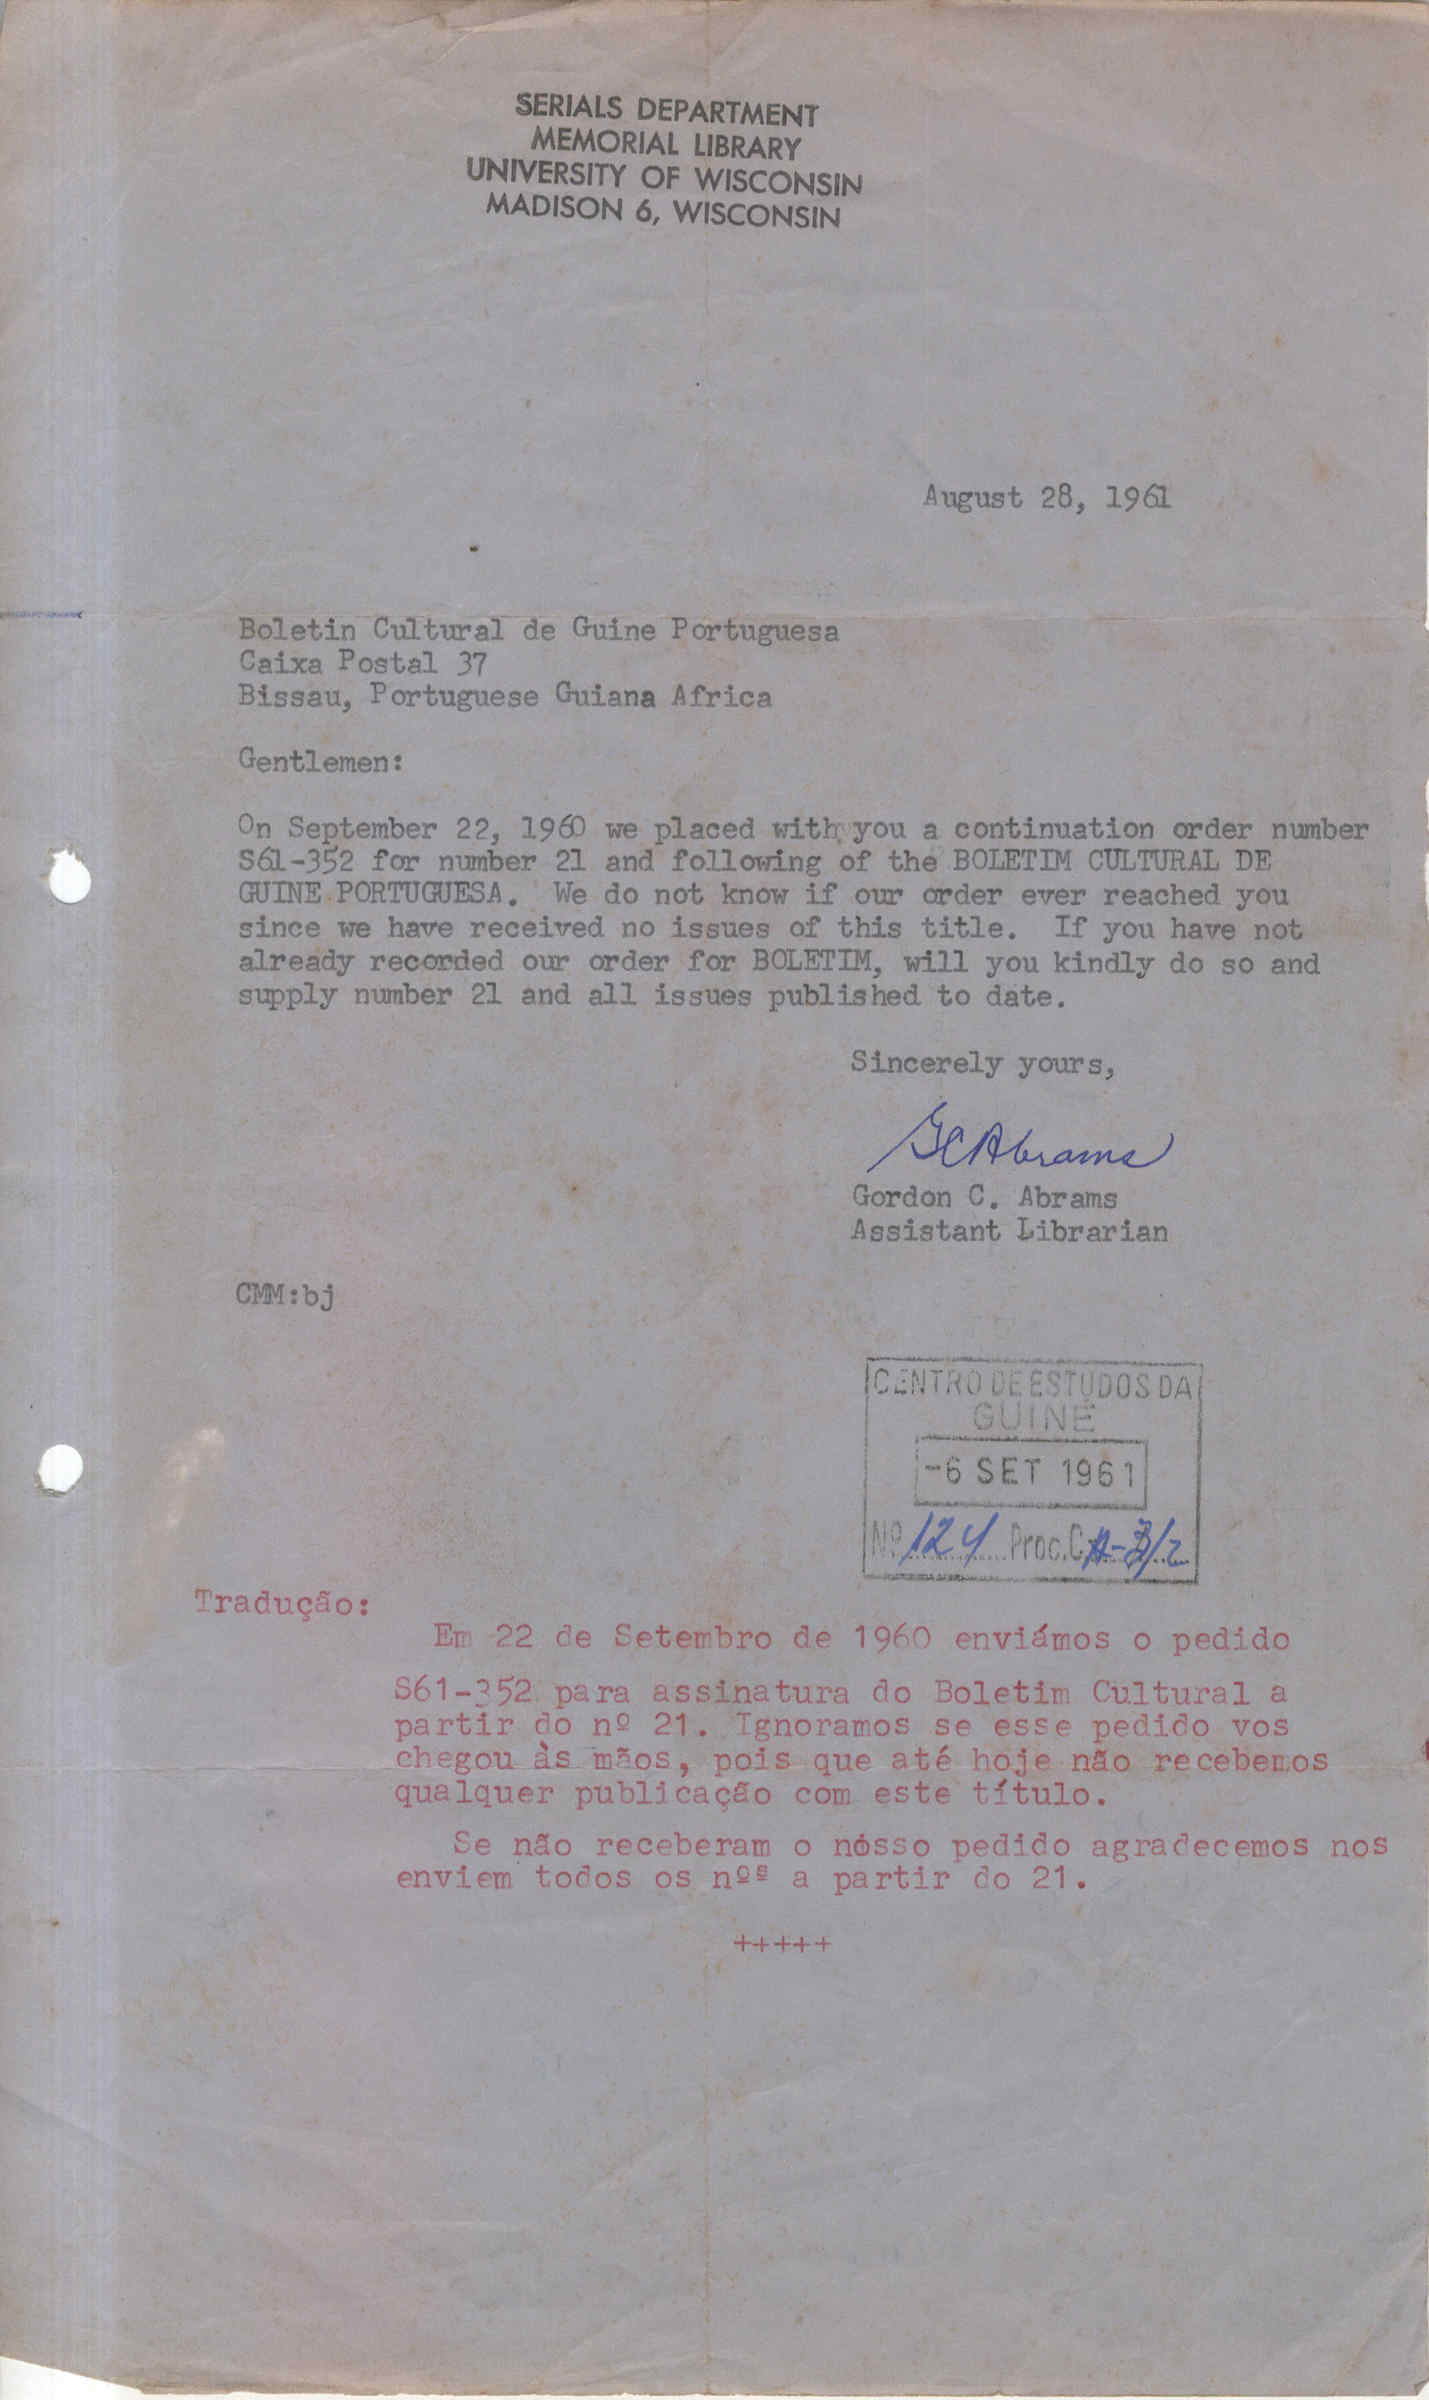 SERIALS DEPARTMENT
MEMORIAL LIBRARY
UNIVERSITY OF WISCONSIN
MADISON 6, WISCONSIN
August 28, 1961
Boletin Cultural de Guine Portuguesa
Caixa Postal 37
Bissau, Portuguese Guiana Africa
Gentlemen:
On September 22, 1960 we placed with you a continuation order number
S61-352 for number 21 and following of the BOLETIM CULTURAL DE
GUINE PORTUGUESA. We do not know if our order ever reached you
since we have received no issues of this title. If you have not
already recorded our order for BOLETIM, will you kindly do so and
supply number 21 and all issues published to date.
Sincerely yours,
GCAbrams
Gordon C. Abrams
Assistant Librarian
CMM:bj
CENTRO DE ESTUDOS DA
GUINÉ
-6 SET 1961
Nº 124 Proc. C
Tradução:
Em 22 de Setembro de 1960 enviámos o pedido
S61-352 para assinatura do Boletim Cultural a
partir do nº 21. Ignoramos se esse pedido vos
chegou às mãos, pois que até hoje não recebemos
qualquer publicação com este título.
Se não receberam o nósso pedido agradecemos nos
enviem todos os nºs a partir do 21.
+++++